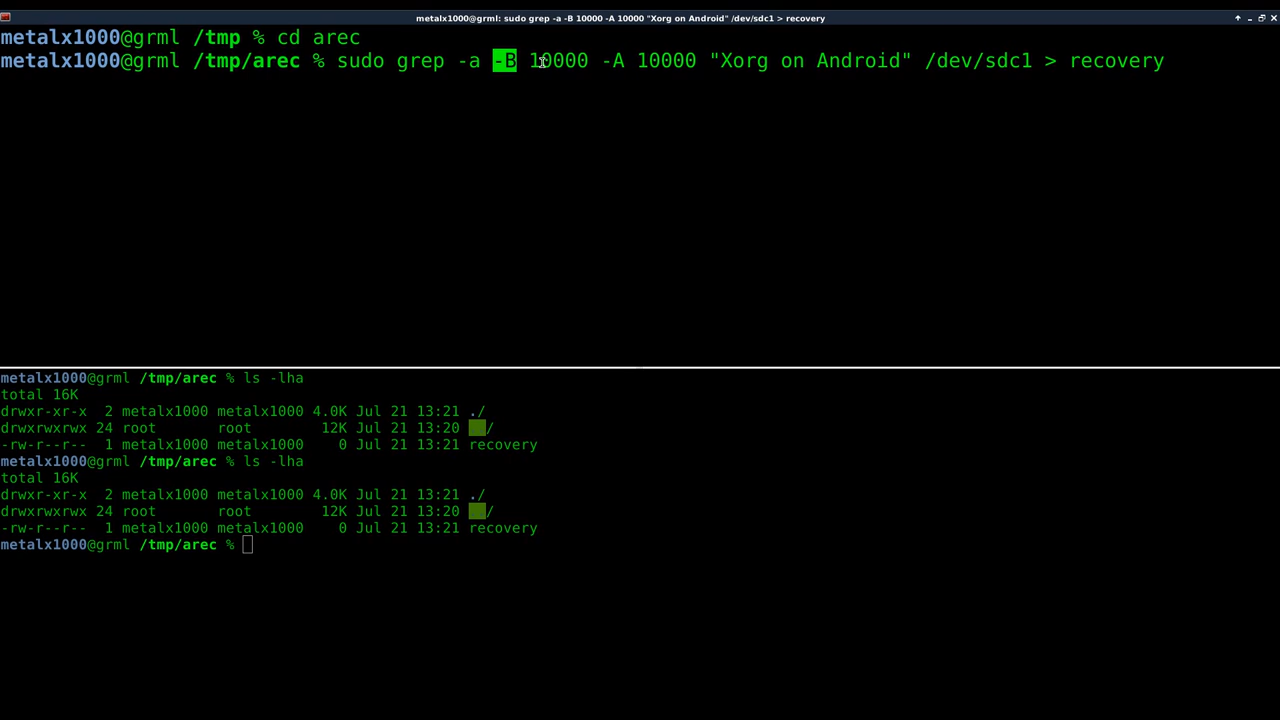 metalx1000@grml: sudo grep -a -B 10000 -A 10000 "Xorg on Android" /dev/sdc1 > recovery
metalx1000@grml /tmp % cd arec
metalx1000@grml /tmp/arec % sudo grep -a -B 10000 -A 10000 "Xorg on Android" /dev/sdc1 > recovery
metalx1000@grml /tmp/arec % ls -lha
total 16K
drwxr-xr-x  2 metalx1000 metalx1000 4.0K Jul 21 13:21 ./
drwxrwxrwx 24 root       root        12K Jul 21 13:20 /
-rw-r--r--  1 metalx1000 metalx1000    0 Jul 21 13:21 recovery
metalx1000@grml /tmp/arec % ls -lha
total 16K
drwxr-xr-x  2 metalx1000 metalx1000 4.0K Jul 21 13:21 ./
drwxrwxrwx 24 root       root        12K Jul 21 13:20 /
-rw-r--r--  1 metalx1000 metalx1000    0 Jul 21 13:21 recovery
metalx1000@grml /tmp/arec %